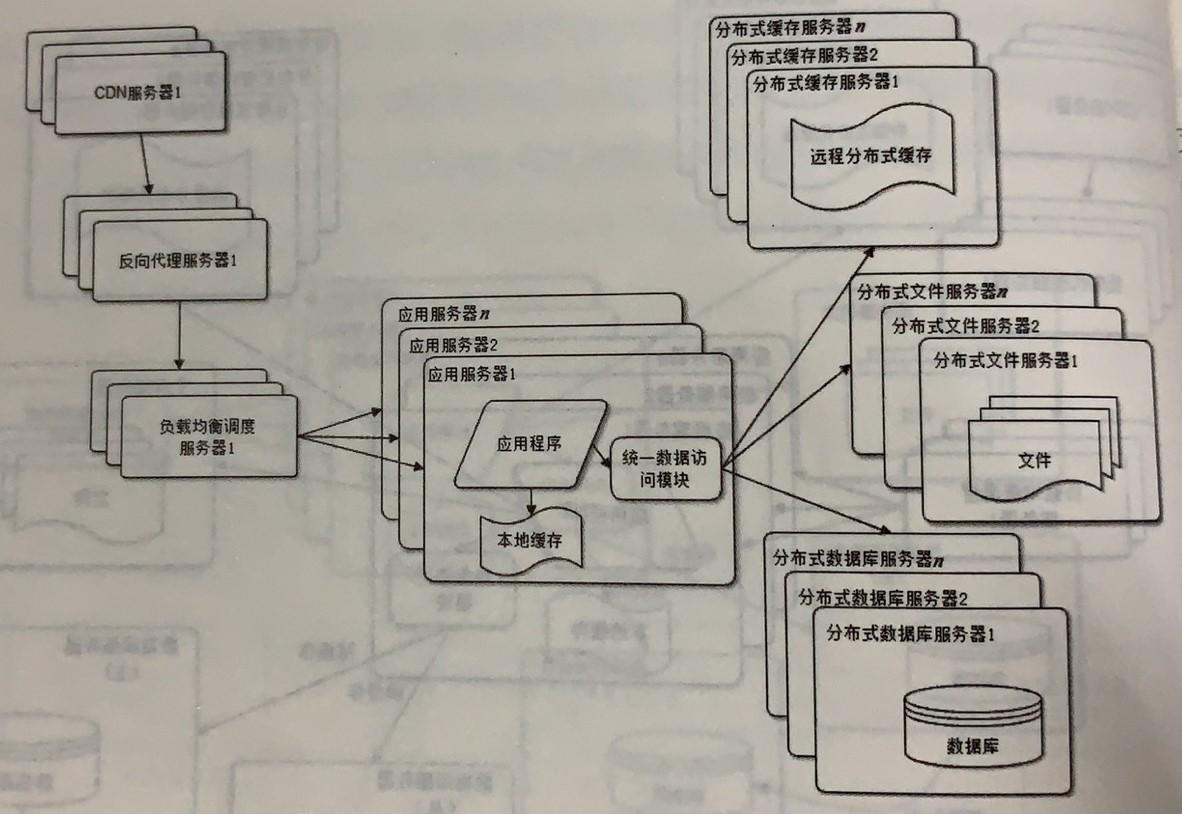 CDN服务器1
反向代理服务器1
负载均衡调度
服务器1
应用服务器n
应用服务器2
应用服务器1
应用程序
统一数据访
问模块
本地缓存
分布式缓存服务器n
分布式缓存服务器2
分布式缓存服务器1
远程分布式缓存
分布式文件服务器n
分布式文件服务器2
分布式文件服务器1
文件
分布式数据库服务器n
分布式数据库服务器2
分布式数据库服务器1
数据库